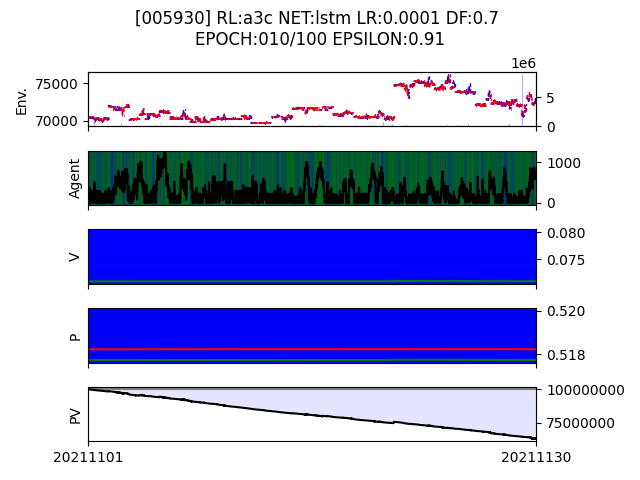 [005930] RL:a3c NET:lstm LR:0.0001 DF:0.7
EPOCH:010/100 EPSILON:0.91
1e6
Env.
75000
70000
5
0
Agent
1000
0
V
0.080
0.075
P
0.520
0.518
PV
100000000
75000000
20211101
20211130